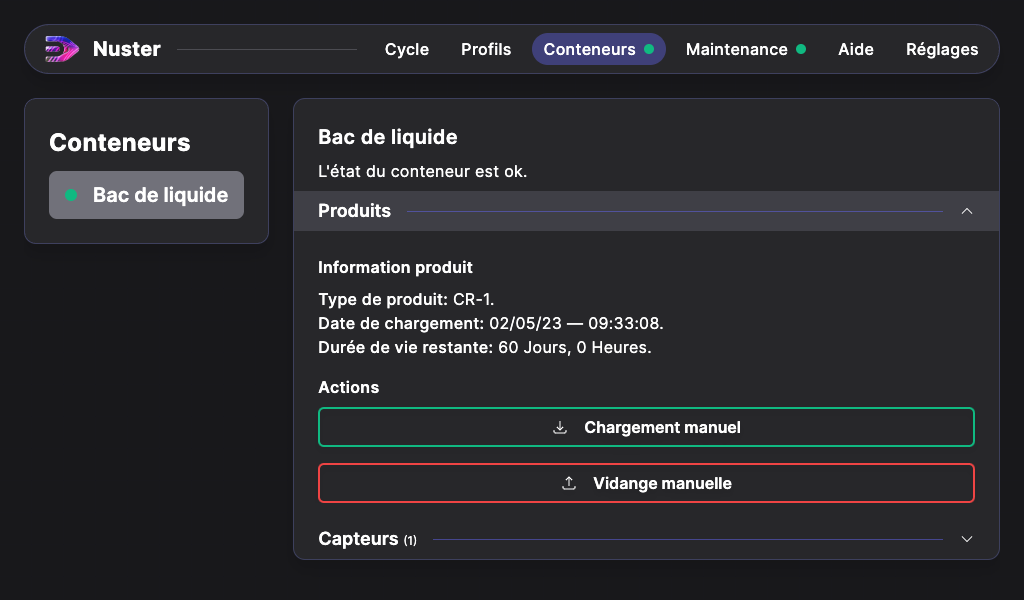 Nuster
Cycle
Profils
Conteneurs
Maintenance
Aide
Réglages
Conteneurs
Bac de liquide
Bac de liquide
L'état du conteneur est ok.
Produits
Information produit
Type de produit: CR-1.
Date de chargement: 02/05/23 — 09:33:08.
Durée de vie restante: 60 Jours, 0 Heures.
Actions
Chargement manuel
Vidange manuelle
Capteurs (1)